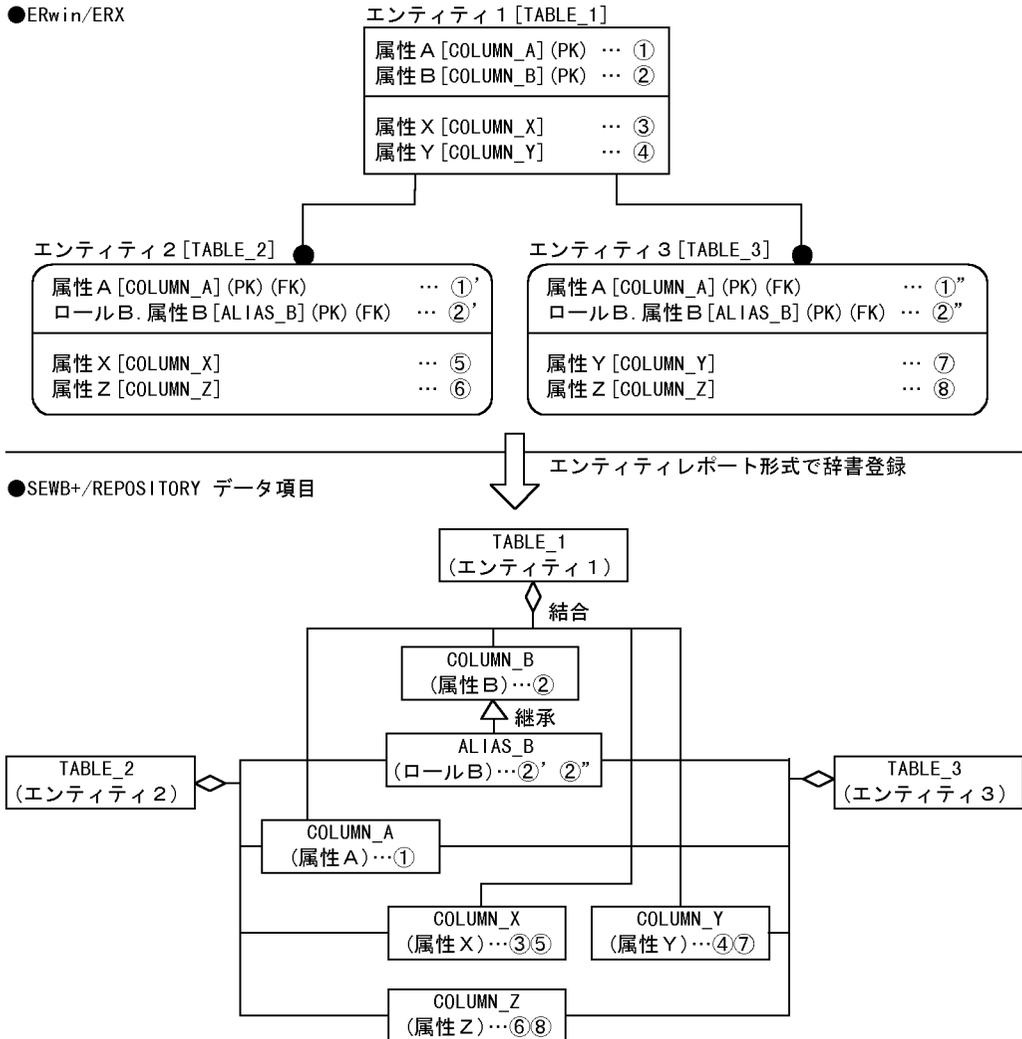 ●ERwin/ERX
エンティティ1[TABLE_1]
属性A[COLUMN_A](PK) … ①
属性B[COLUMN_B](PK) … ②
属性X[COLUMN_X] … ③
属性Y[COLUMN_Y] … ④
エンティティ2[TABLE_2]
属性A[COLUMN_A](PK)(FK) … ①'
ロールB.属性B[ALIAS_B](PK)(FK) … ②'
属性X[COLUMN_X] … ⑤
属性Z[COLUMN_Z] … ⑥
エンティティ3[TABLE_3]
属性A[COLUMN_A](PK)(FK) … ①”
ロールB.属性B[ALIAS_B](PK)(FK) … ②”
属性Y[COLUMN_Y] … ⑦
属性Z[COLUMN_Z] … ⑧
エンティティレポート形式で辞書登録
●SEWB+/REPOSITORY データ項目
TABLE_1
(エンティティ1)
結合
COLUMN_B
(属性B)…②
継承
ALIAS_B
(ロールB)…②' ②”
TABLE_2
(エンティティ2)
TABLE_3
(エンティティ3)
COLUMN_A
(属性A)…①
COLUMN_X
(属性X)…③⑤
COLUMN_Y
(属性Y)…④⑦
COLUMN_Z
(属性Z)…⑥⑧